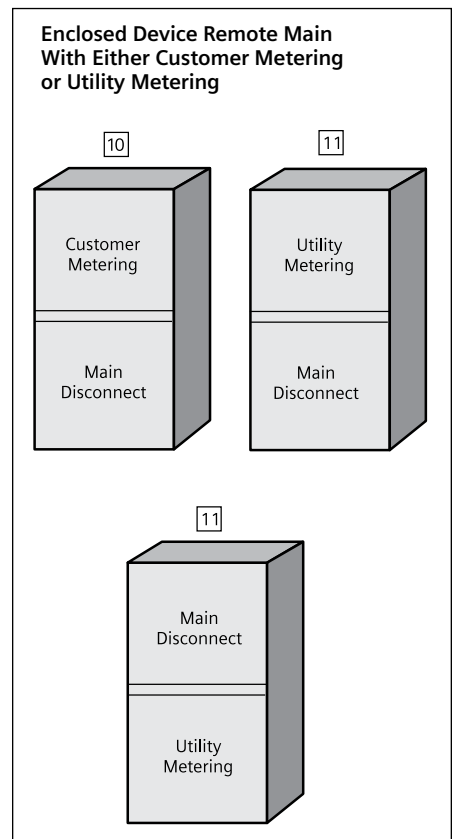 Enclosed Device Remote Main
With Either Customer Metering
or Utility Metering
10
11
Customer
Metering
Utility
Metering
Main
Disconnect
Main
Disconnect
11
Main
Disconnect
Utility
Metering